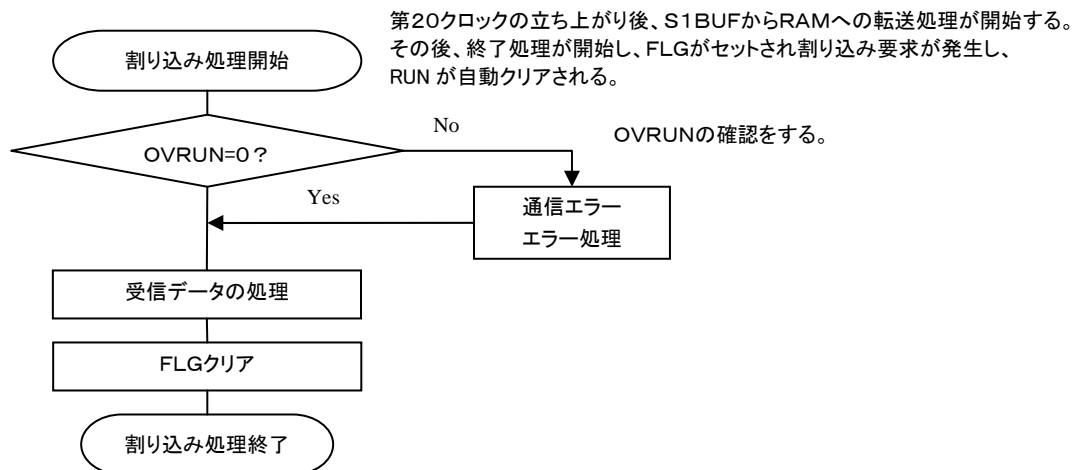 第20クロックの立ち上がり後、S1BUFからRAMへの転送処理が開始する。
その後、終了処理が開始し、FLGがセットされ割り込み要求が発生し、
RUN が自動クリアされる。
割り込み処理開始
No
OVRUNの確認をする。
OVRUN=0？
Yes
通信エラー
エラー処理
受信データの処理
FLGクリア
割り込み処理終了